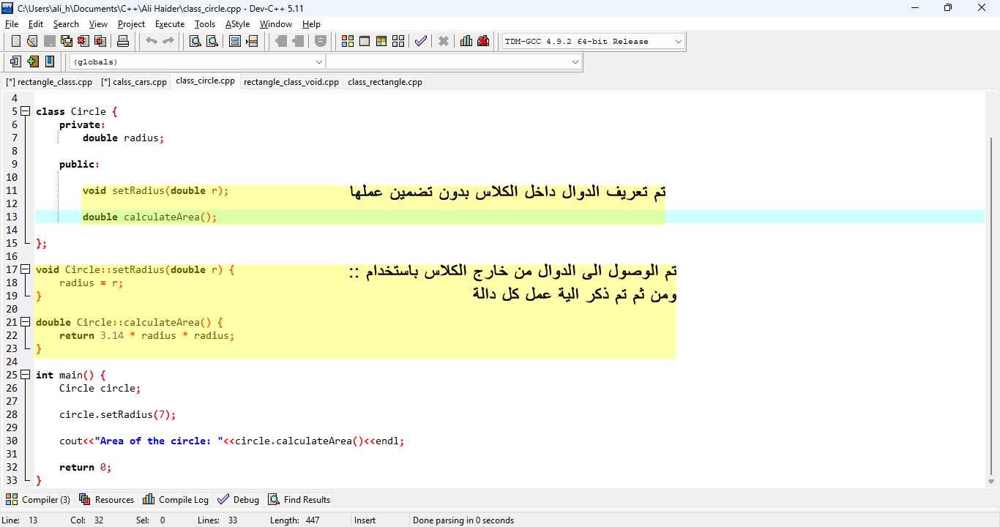 C:\Users\ali_h\Documents\C++\Ali Haider\class_circle.cpp - Dev-C++ 5.11
File Edit Search View Project Execute Tools AStyle Window Help
TDM-GCC 4.9.2 64-bit Release
(globals)
[*] rectangle_class.cpp [*] calss_cars.cpp class_circle.cpp rectangle_class_void.cpp class_rectangle.cpp
4
5 class Circle {
6 private:
7 double radius;
8
9 public:
10
11 void setRadius(double r); تم تعريف الدوال داخل الكلاس بدون تضمين عملها
12
13 double calculateArea();
14
15 };
16
17 void Circle::setRadius(double r) { تم الوصول الى الدوال من خارج الكلاس باستخدام ::
18 radius = r;
19 } ومن ثم تم ذكر الية عمل كل دالة
20
21 double Circle::calculateArea() {
22 return 3.14 * radius * radius;
23 }
24
25 int main() {
26 Circle circle;
27
28 circle.setRadius(7);
29
30 cout<<"Area of the circle: "<<circle.calculateArea()<<endl;
31
32 return 0;
33 }
Compiler (3) Resources Compile Log Debug Find Results
Line: 13 Col: 32 Sel: 0 Lines: 33 Length: 447 Insert Done parsing in 0 seconds